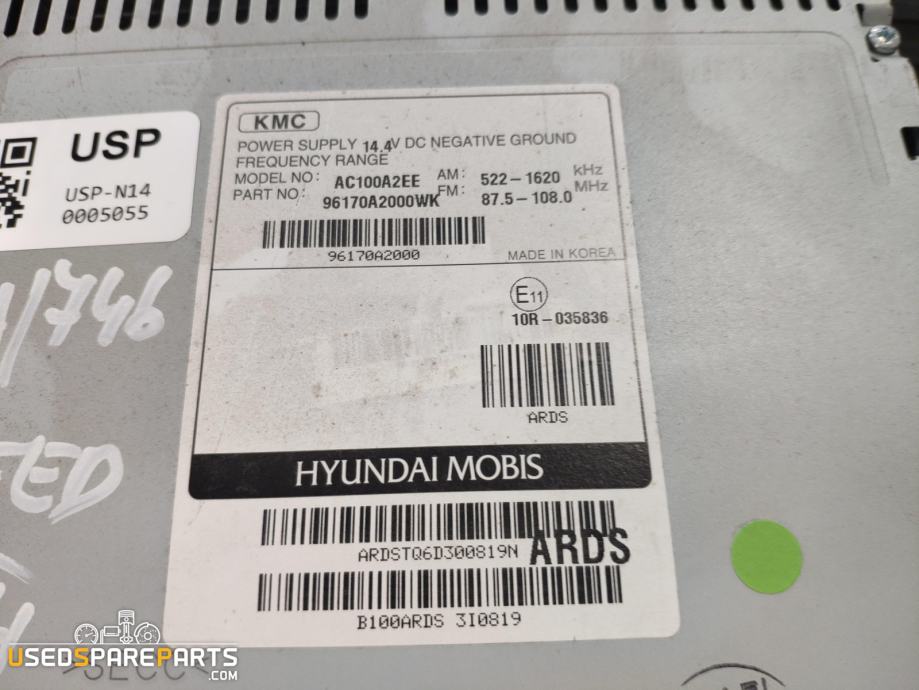 USP
USP-N14
0005055
KMC
POWER SUPPLY 14.4V DC NEGATIVE GROUND
FREQUENCY RANGE
MODEL NO: AC100A2EE AM: 522-1620 kHz
PART NO: 96170A2000WK FM: 87.5-108.0 MHz
96170A2000
MADE IN KOREA
E11
10R-035836
/746
ARDS
HYUNDAI MOBIS
ARDSTQ6D300819N ARDS
B100ARDS 3I0819
USEDSPAREPARTS
.COM
>SECC<